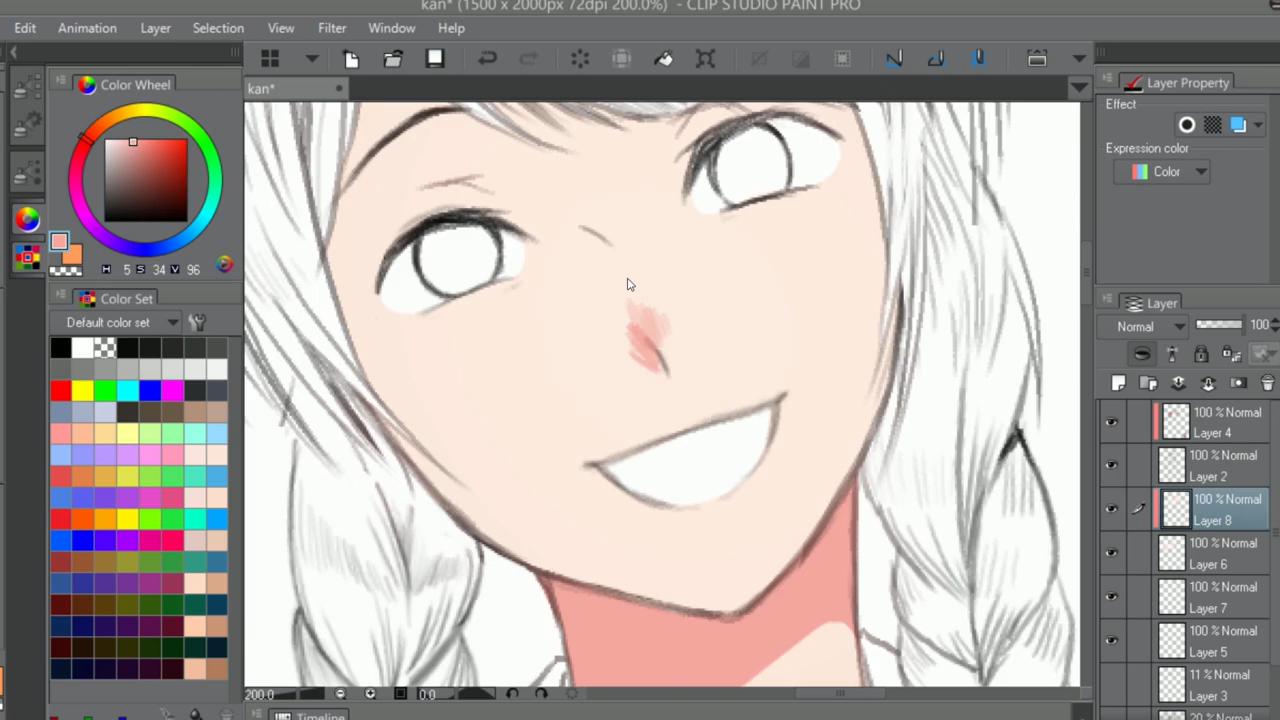 kan* (1500 x 2000px 72dpi 200.0%) - CLIP STUDIO PAINT PRO
Edit Animation Layer Selection View Filter Window Help
kan*
Color Wheel
H 5 S 34 V 96
Color Set
Default color set
200.0
0.0
Timeline
Layer Property
Effect
Expression color
Color
Layer
Normal 100
100 % Normal
Layer 4
100 % Normal
Layer 2
100 % Normal
Layer 8
100 % Normal
Layer 6
100 % Normal
Layer 7
100 % Normal
Layer 5
11 % Normal
Layer 3
20 % Normal